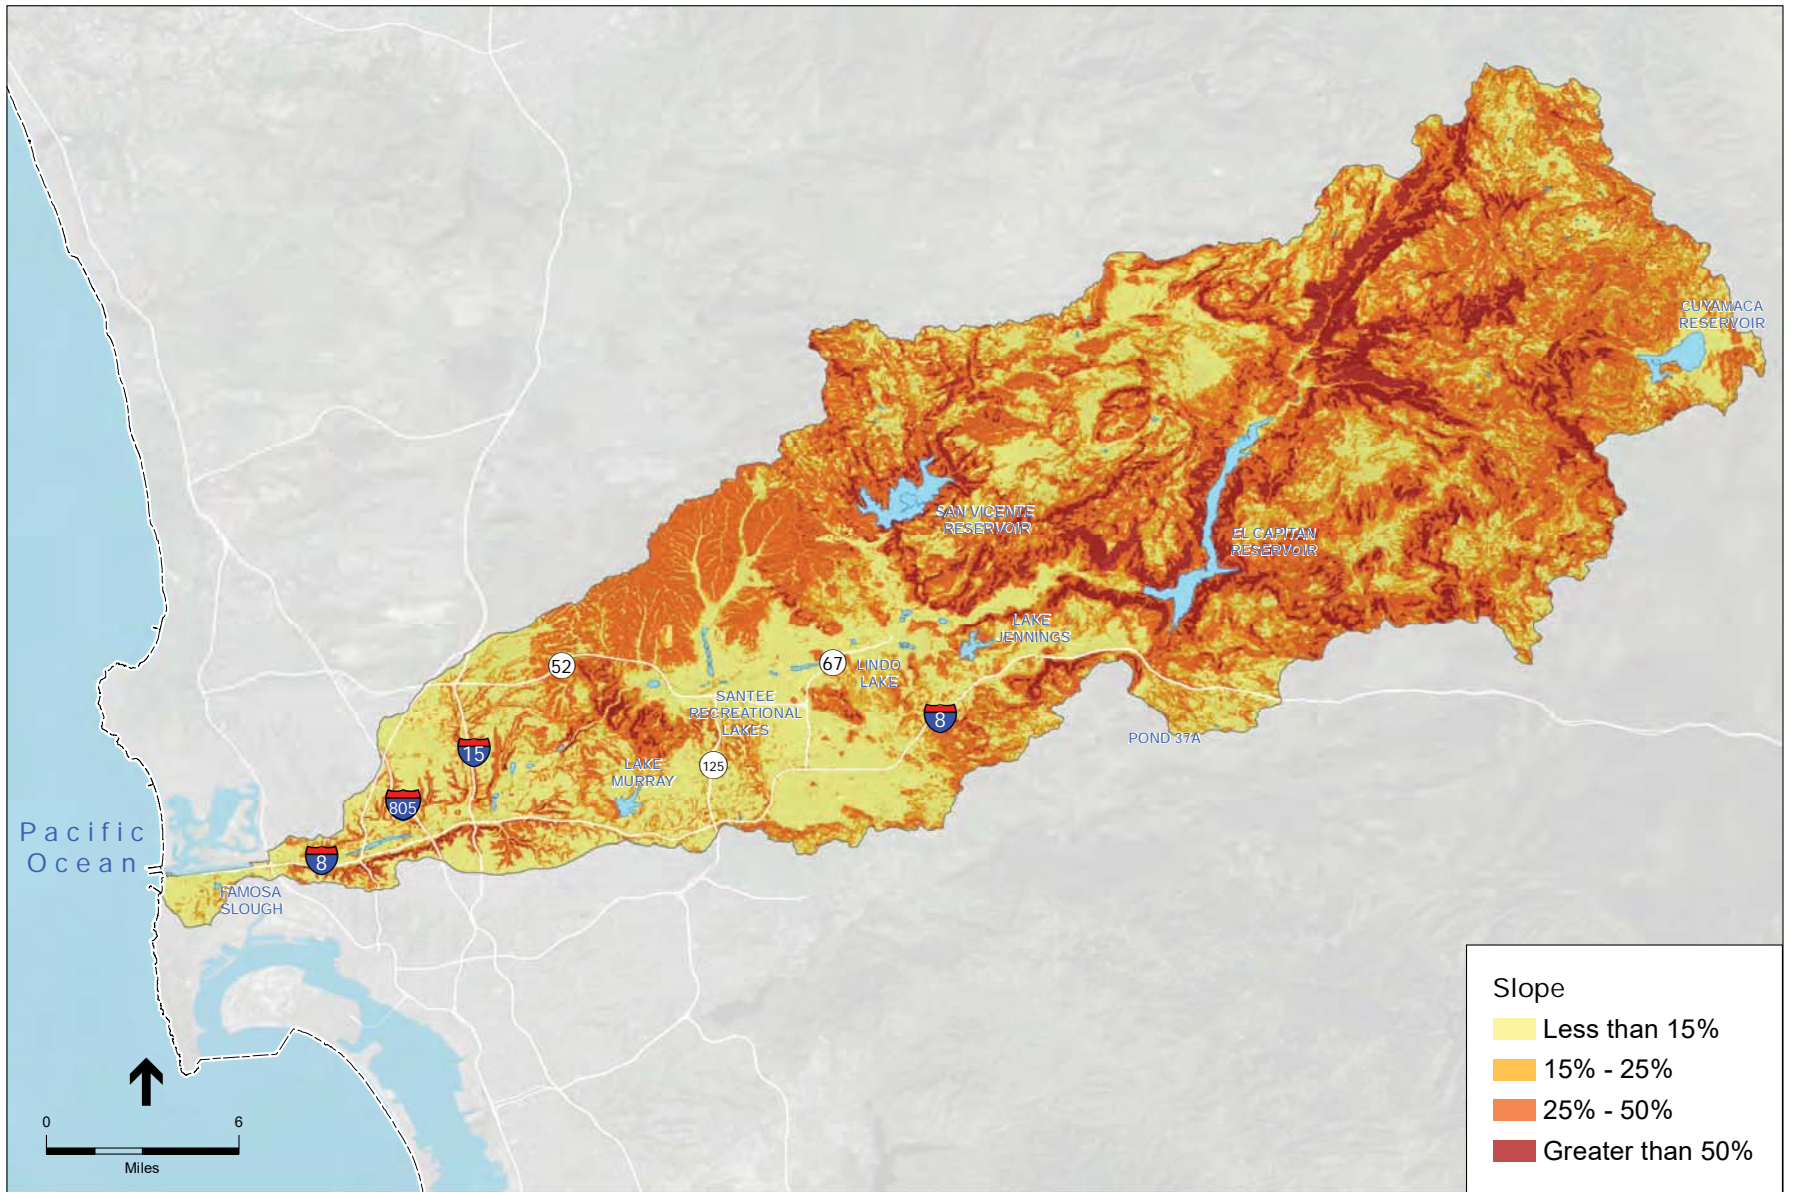 CUYAMACA
RESERVOIR
SAN VICENTE
RESERVOIR
EL CAPITAN
RESERVOIR
LAKE
JENNINGS
52
67
LINDO
LAKE
SANTEE
RECREATIONAL
LAKES
8
POND 37A
15
LAKE
MURRAY
125
805
Pacific
Ocean
8
FAMOSA
SLOUGH
Slope
Less than 15%
15% - 25%
25% - 50%
Greater than 50%
0 6
Miles